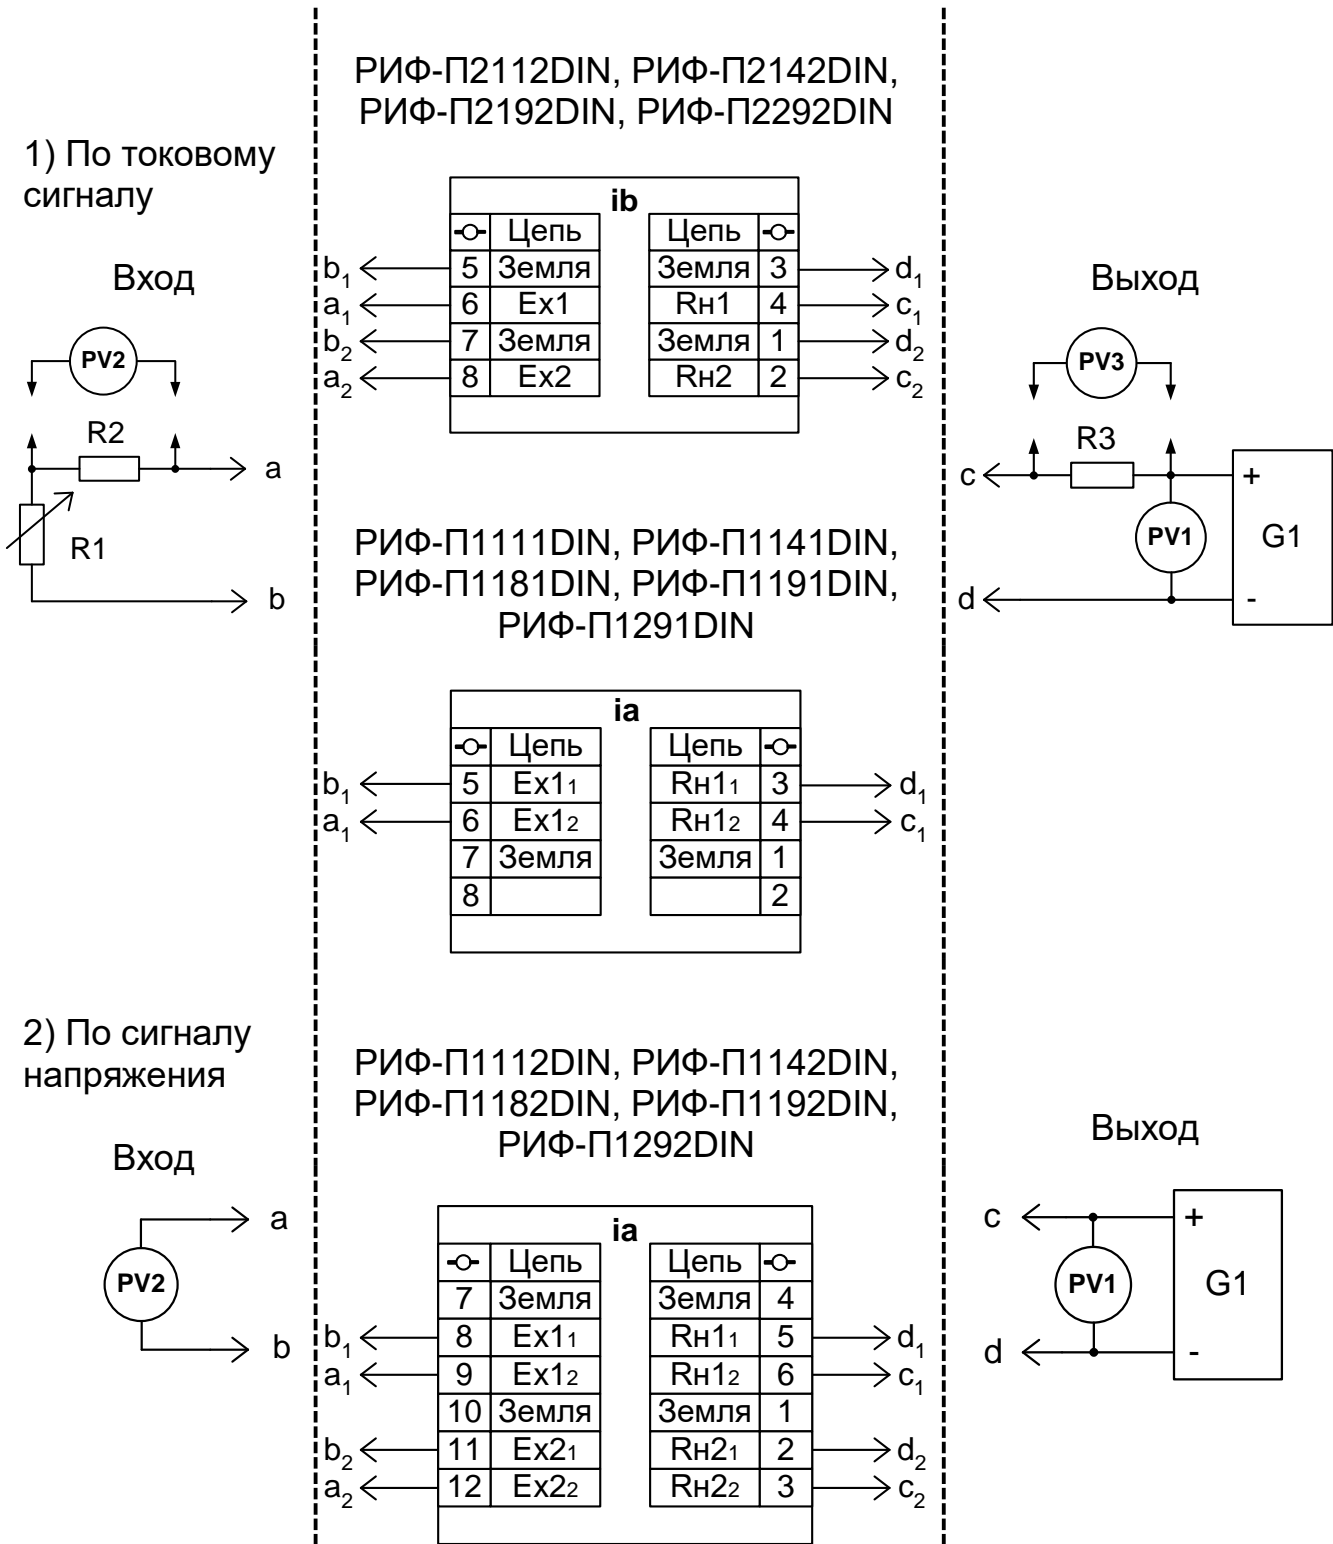 РИФ-П2112DIN, РИФ-П2142DIN,
РИФ-П2192DIN, РИФ-П2292DIN
1) По токовому
сигналу
Вход
PV2
R2
a
R1
b
ib
Цепь Цепь
b1 5 Земля Земля 3 d1
a1 6 Ex1 Rн1 4 c1
b2 7 Земля Земля 1 d2
a2 8 Ex2 Rн2 2 c2
Выход
PV3
R3
c +
PV1 G1
d -
РИФ-П1111DIN, РИФ-П1141DIN,
РИФ-П1181DIN, РИФ-П1191DIN,
РИФ-П1291DIN
ia
Цепь Цепь
b1 5 Ex11 Rн11 3 d1
a1 6 Ex12 Rн12 4 c1
7 Земля Земля 1
8 2
2) По сигналу
напряжения
Вход
a
PV2
b
РИФ-П1112DIN, РИФ-П1142DIN,
РИФ-П1182DIN, РИФ-П1192DIN,
РИФ-П1292DIN
ia
Цепь Цепь
7 Земля Земля 4
b1 8 Ex11 Rн11 5 d1
a1 9 Ex12 Rн12 6 c1
10 Земля Земля 1
b2 11 Ex21 Rн21 2 d2
a2 12 Ex22 Rн22 3 c2
Выход
c +
PV1 G1
d -